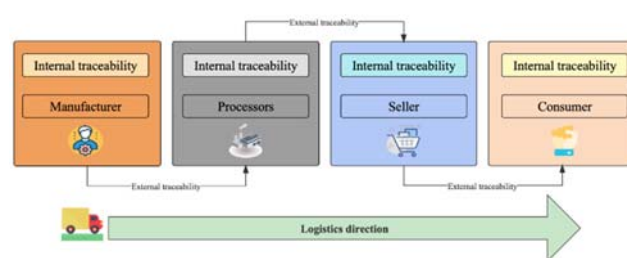 External traceability
Internal traceability
Internal traceability
Internal traceability
Internal traceability
Manufacturer
Processors
Seller
Consumer
External traceability
External traceability
Logistics direction